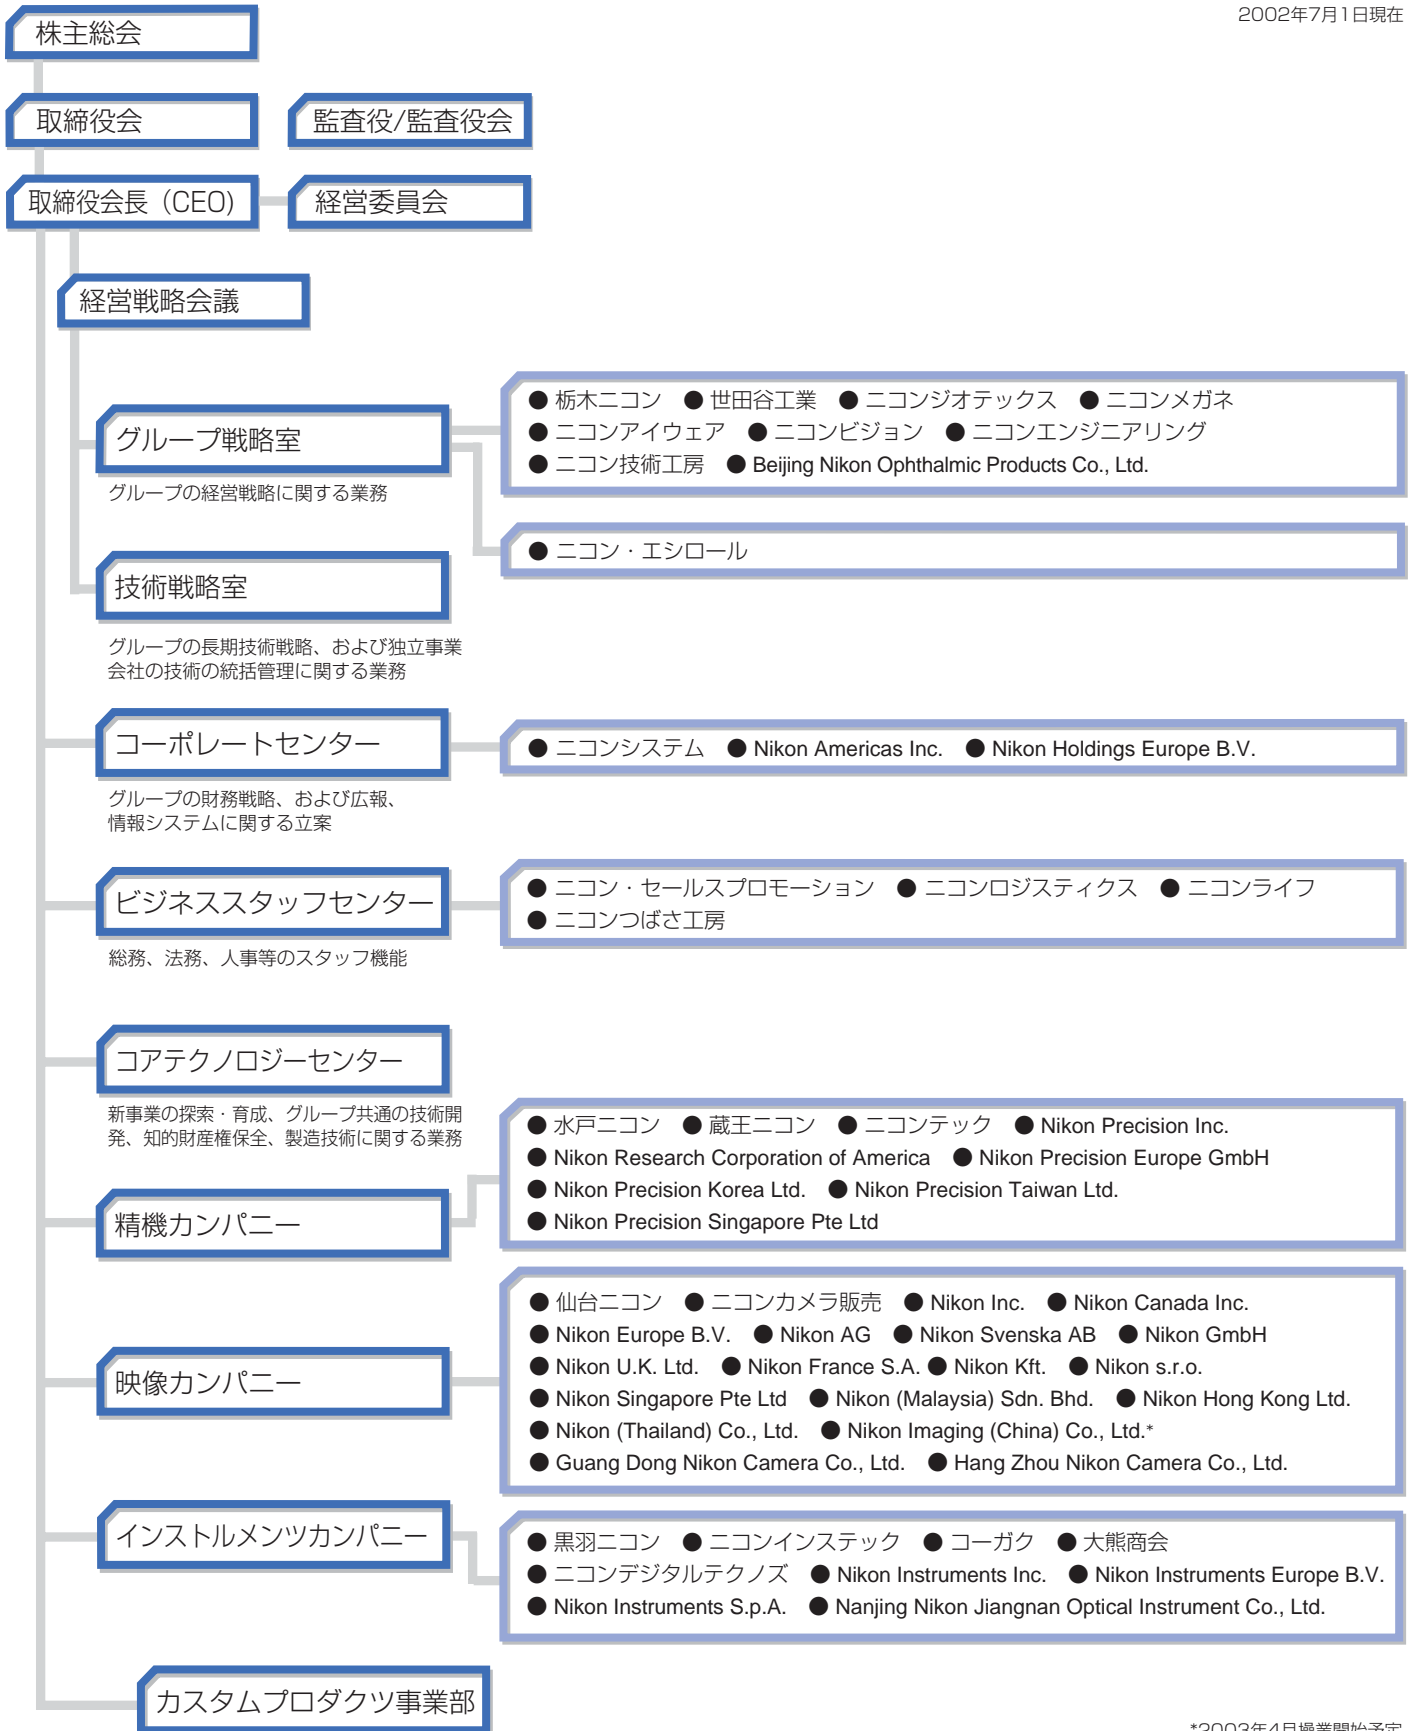 2002年7月1日現在
株主総会
取締役会
監査役/監査役会
取締役会長（CEO)
経営委員会
経営戦略会議
グループ戦略室
グループの経営戦略に関する業務
● 栃木ニコン ● 世田谷工業 ● ニコンジオテックス ● ニコンメガネ
● ニコンアイウェア ● ニコンビジョン ● ニコンエンジニアリング
● ニコン技術工房 ● Beijing Nikon Ophthalmic Products Co., Ltd.
● ニコン・エシロール
技術戦略室
グループの長期技術戦略、および独立事業
会社の技術の統括管理に関する業務
コーポレートセンター
グループの財務戦略、および広報、
情報システムに関する立案
● ニコンシステム ● Nikon Americas Inc. ● Nikon Holdings Europe B.V.
ビジネススタッフセンター
総務、法務、人事等のスタッフ機能
● ニコン・セールスプロモーション ● ニコンロジスティクス ● ニコンライフ
● ニコンつばさ工房
コアテクノロジーセンター
新事業の探索・育成、グループ共通の技術開
発、知的財産権保全、製造技術に関する業務
精機カンパニー
● 水戸ニコン ● 蔵王ニコン ● ニコンテック ● Nikon Precision Inc.
● Nikon Research Corporation of America ● Nikon Precision Europe GmbH
● Nikon Precision Korea Ltd. ● Nikon Precision Taiwan Ltd.
● Nikon Precision Singapore Pte Ltd
映像カンパニー
● 仙台ニコン ● ニコンカメラ販売 ● Nikon Inc. ● Nikon Canada Inc.
● Nikon Europe B.V. ● Nikon AG ● Nikon Svenska AB ● Nikon GmbH
● Nikon U.K. Ltd. ● Nikon France S.A. ● Nikon Kft. ● Nikon s.r.o.
● Nikon Singapore Pte Ltd ● Nikon (Malaysia) Sdn. Bhd. ● Nikon Hong Kong Ltd.
● Nikon (Thailand) Co., Ltd. ● Nikon Imaging (China) Co., Ltd.*
● Guang Dong Nikon Camera Co., Ltd. ● Hang Zhou Nikon Camera Co., Ltd.
インストルメンツカンパニー
● 黒羽ニコン ● ニコンインステック ● コーガク ● 大熊商会
● ニコンデジタルテクノズ ● Nikon Instruments Inc. ● Nikon Instruments Europe B.V.
● Nikon Instruments S.p.A. ● Nanjing Nikon Jiangnan Optical Instrument Co., Ltd.
カスタムプロダクツ事業部
*2003年4月操業開始予定